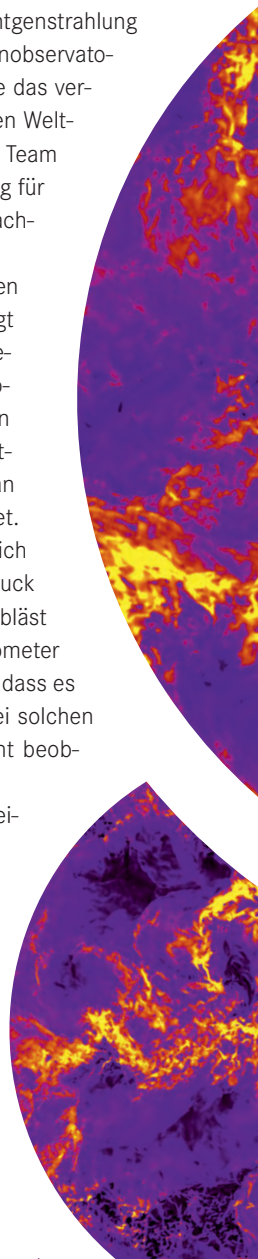 ntgenstrahlung
nobservato-
e das ver-
en Welt-
Team
g für
ach-
en
gt
e-
o-
n
t-
an
et.
ich
uck
bläst
ometer
dass es
ei solchen
nt beob-
ei-